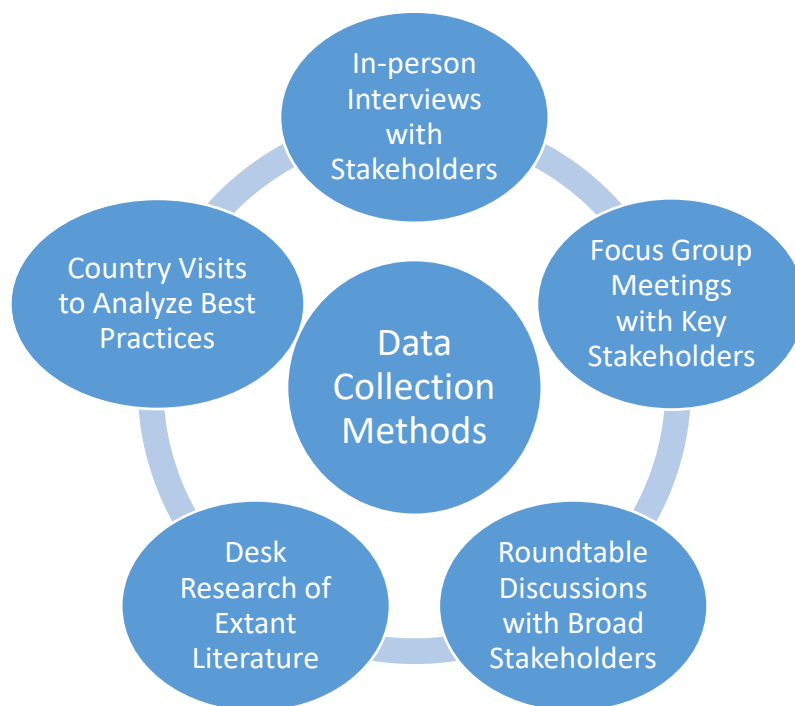 In-person
Interviews
with
Stakeholders
Focus Group
Meetings
with Key
Stakeholders
Roundtable
Discussions
with Broad
Stakeholders
Desk
Research of
Extant
Literature
Country Visits
to Analyze Best
Practices
Data
Collection
Methods